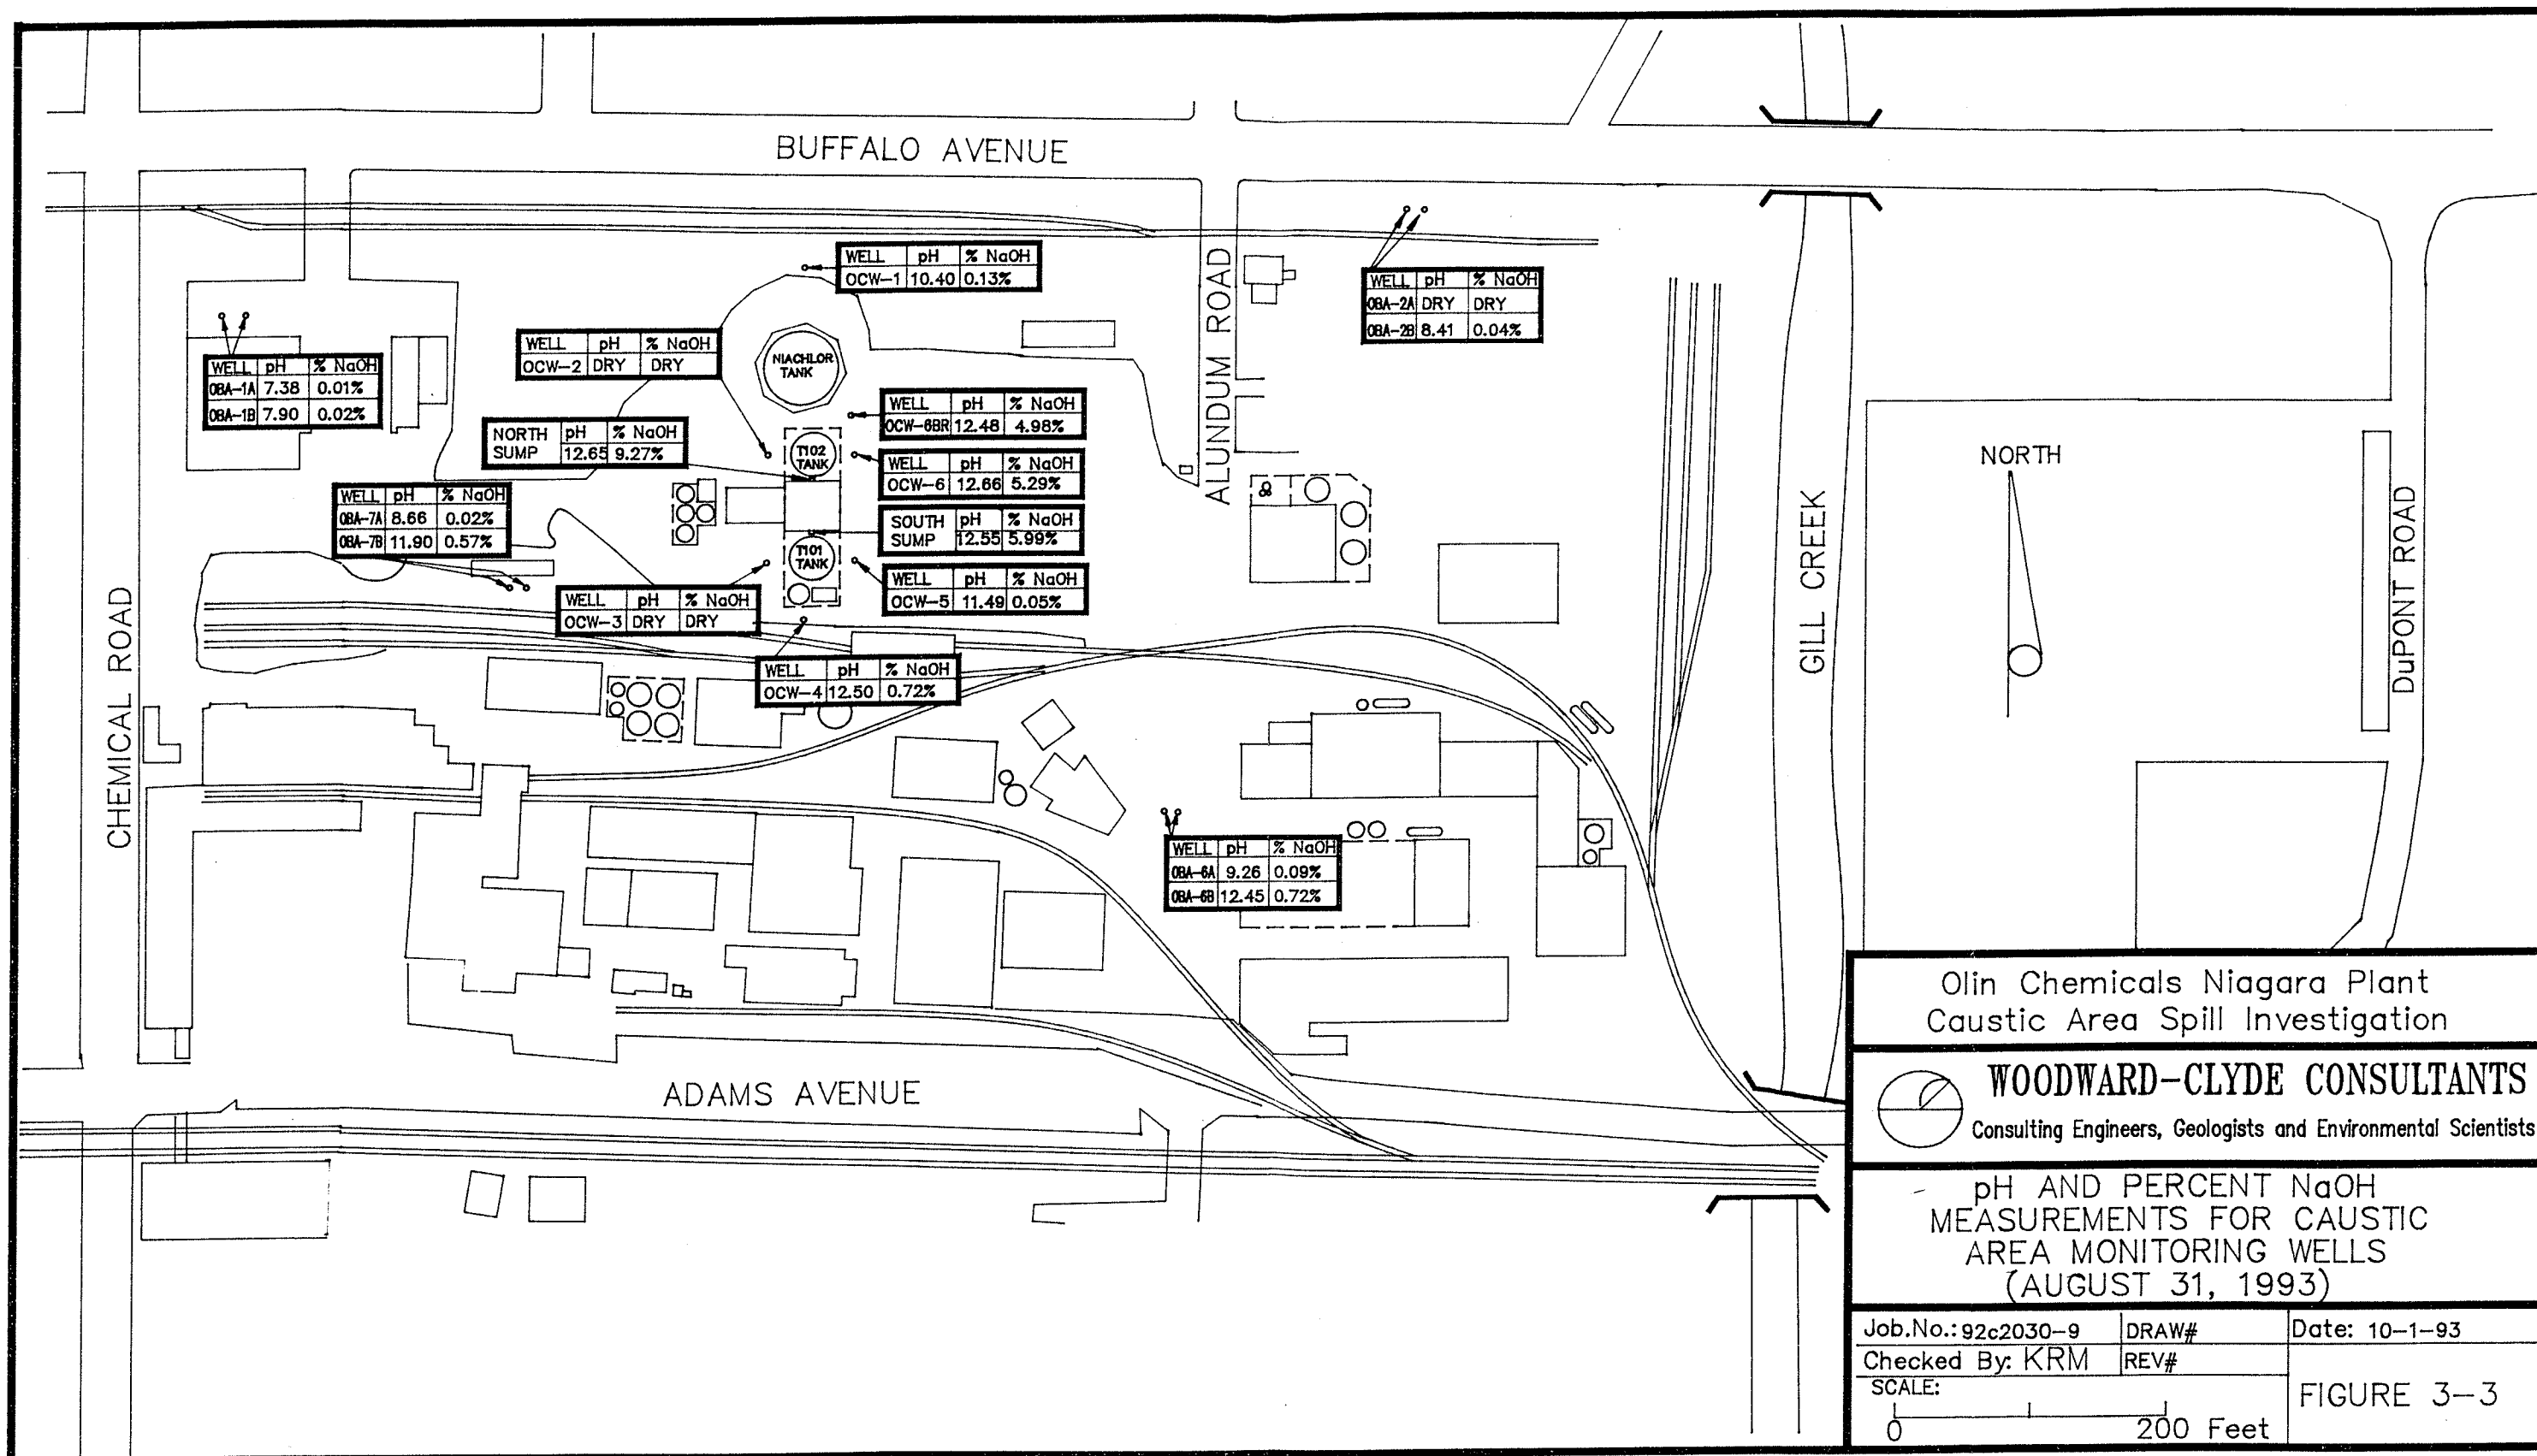 BUFFALO AVENUE
WELL pH % NaOH
OCW-1 10.40 0.13%
WELL pH % NaOH
OBA-2A DRY DRY
OBA-2B 8.41 0.04%
WELL pH % NaOH
OBA-1A 7.38 0.01%
OBA-1B 7.90 0.02%
WELL pH % NaOH
OCW-2 DRY DRY
NIACHLOR
TANK
WELL pH % NaOH
OCW-6BR 12.48 4.98%
NORTH pH % NaOH
SUMP 12.65 9.27%
T102
TANK
WELL pH % NaOH
OCW-6 12.66 5.29%
WELL pH % NaOH
OBA-7A 8.66 0.02%
OBA-7B 11.90 0.57%
SOUTH pH % NaOH
SUMP 12.55 5.99%
T101
TANK
WELL pH % NaOH
OCW-5 11.49 0.05%
WELL pH % NaOH
OCW-3 DRY DRY
WELL pH % NaOH
OCW-4 12.50 0.72%
WELL pH % NaOH
OBA-6A 9.26 0.09%
OBA-6B 12.45 0.72%
CHEMICAL ROAD
ALUNDUM ROAD
GILL CREEK
NORTH
DuPONT ROAD
ADAMS AVENUE
Olin Chemicals Niagara Plant
Caustic Area Spill Investigation
WOODWARD-CLYDE CONSULTANTS
Consulting Engineers, Geologists and Environmental Scientists
pH AND PERCENT NaOH
MEASUREMENTS FOR CAUSTIC
AREA MONITORING WELLS
(AUGUST 31, 1993)
Job.No.: 92c2030-9 DRAW# Date: 10-1-93
Checked By: KRM REV#
SCALE:
0 200 Feet
FIGURE 3-3